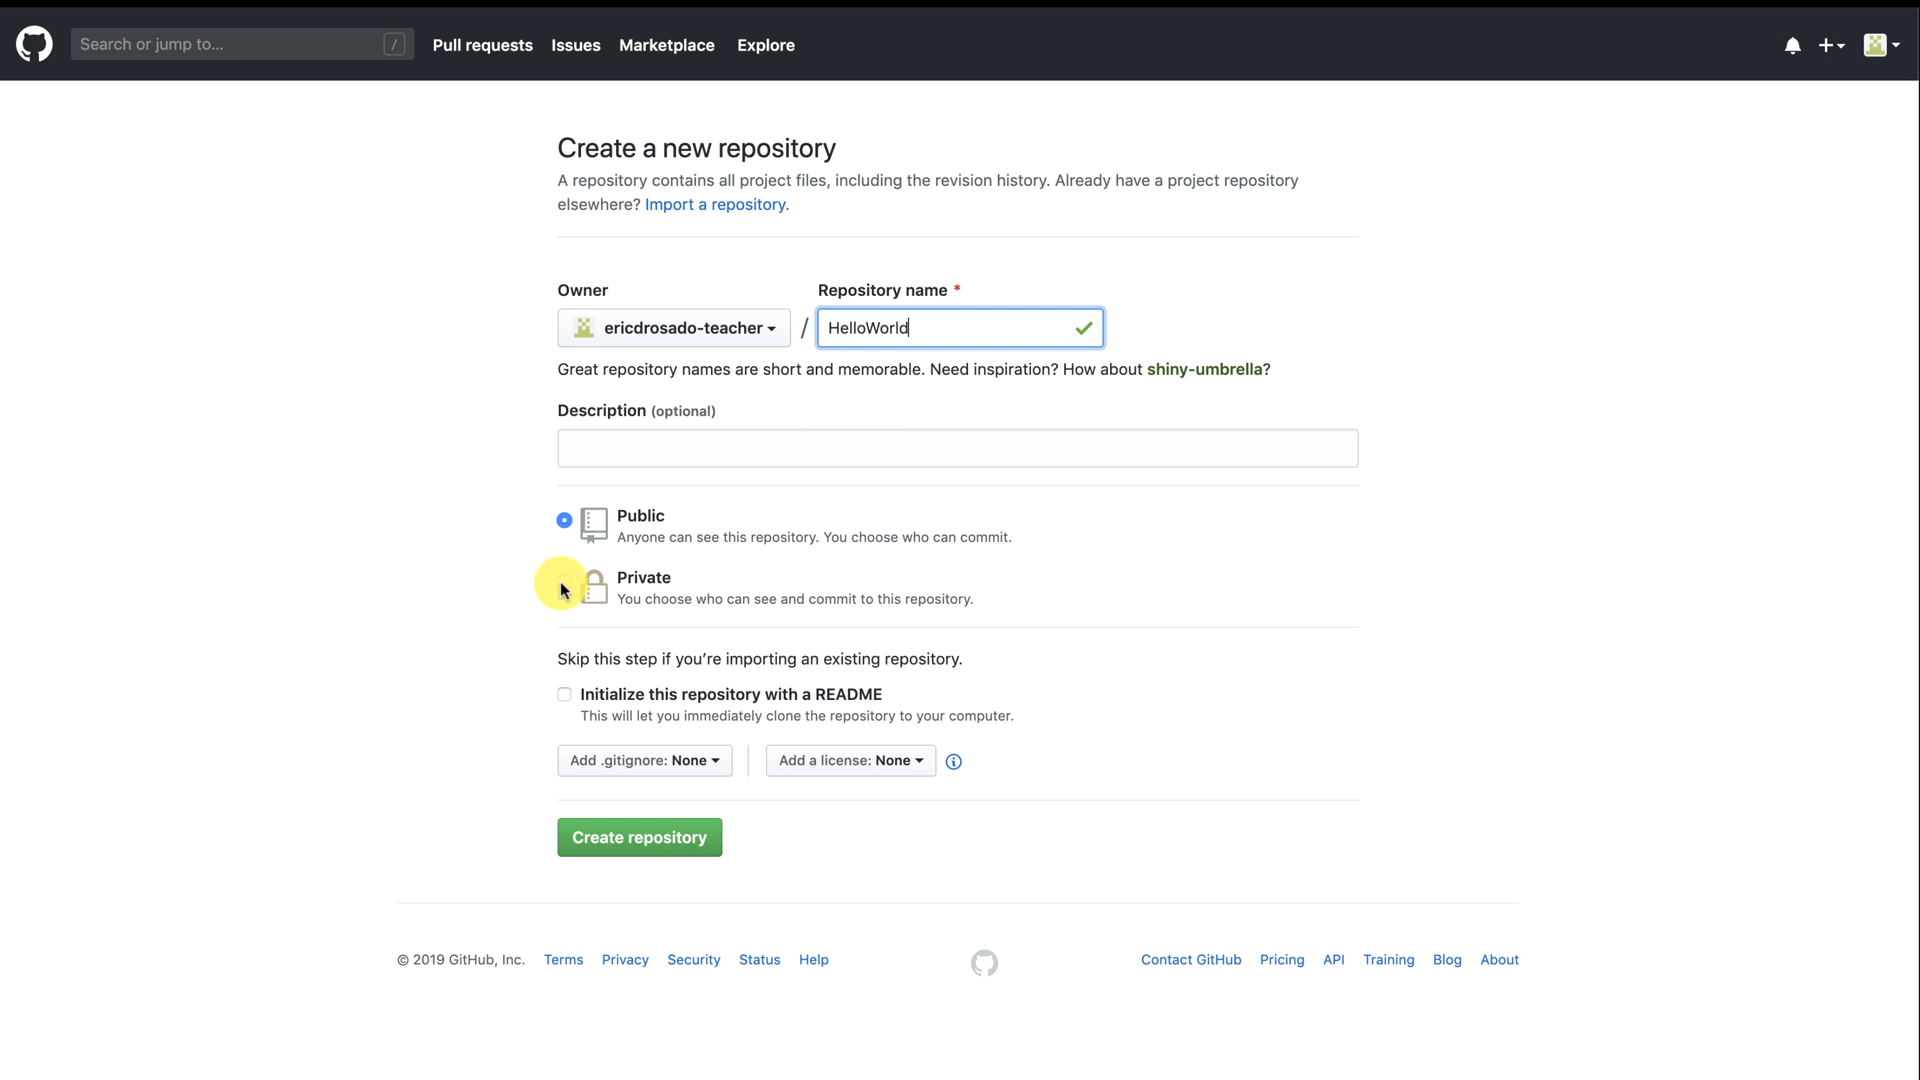 Search or jump to... /
Pull requests Issues Marketplace Explore
Create a new repository
A repository contains all project files, including the revision history. Already have a project repository
elsewhere? Import a repository.
Owner Repository name *
ericdrosado-teacher / HelloWorld
Great repository names are short and memorable. Need inspiration? How about shiny-umbrella?
Description (optional)
Public
Anyone can see this repository. You choose who can commit.
Private
You choose who can see and commit to this repository.
Skip this step if you're importing an existing repository.
Initialize this repository with a README
This will let you immediately clone the repository to your computer.
Add .gitignore: None Add a license: None
Create repository
© 2019 GitHub, Inc. Terms Privacy Security Status Help Contact GitHub Pricing API Training Blog About